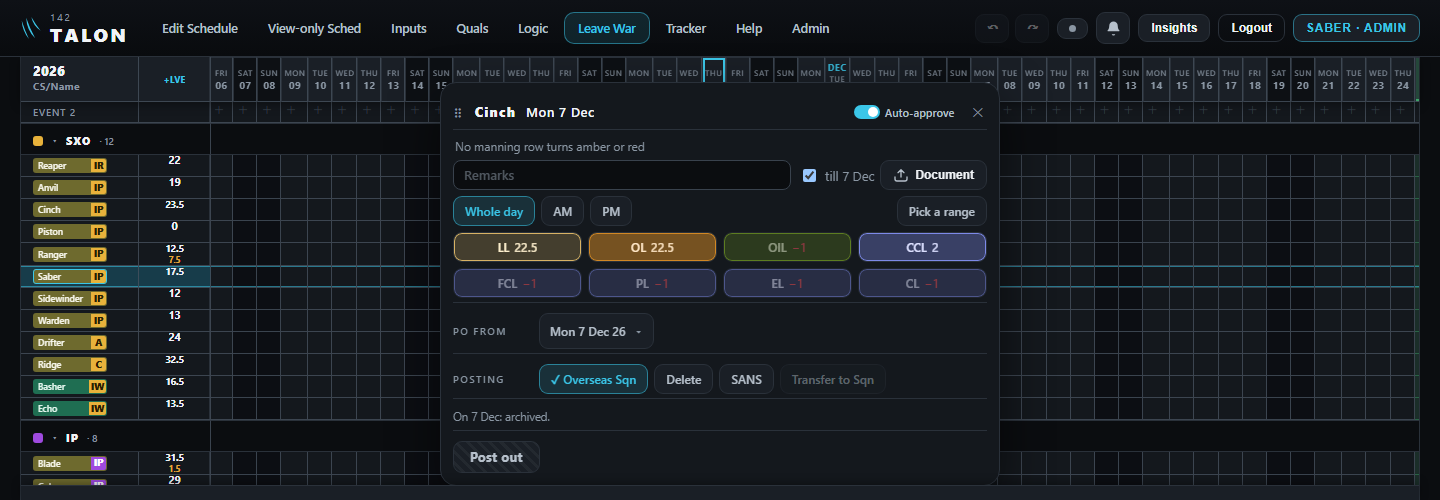 142
TALON
Edit Schedule View-only Sched Inputs Quals Logic Leave War Tracker Help Admin
Insights Logout SABER · ADMIN
2026
CS/Name
+LVE
FRI SAT SUN MON TUE WED THU FRI SAT SUN MON TUE WED THU FRI SAT SUN MON TUE WED THU FRI SAT SUN MON DEC TUE WED THU FRI SAT SUN MON TUE WED THU FRI SAT SUN MON TUE WED THU FRI SAT SUN MON TUE WED THU
06 07 08 09 10 11 12 13 14 15 08 09 10 11 12 13 14 15 16 17 18 19 20 21 22 23 24
EVENT 2
SXO · 12
Reaper IR 22
Anvil IP 19
Cinch IP 23.5
Piston IP 0
Ranger IP 12.5
7.5
Saber IP 17.5
Sidewinder IP 12
Warden IP 13
Drifter A 24
Ridge C 32.5
Basher IW 16.5
Echo IW 13.5
IP · 8
Blade IP 31.5
1.5
29
Cinch Mon 7 Dec
Auto-approve
No manning row turns amber or red
Remarks
till 7 Dec
Document
Whole day AM PM Pick a range
LL 22.5 OL 22.5 OIL −1 CCL 2
FCL −1 PL −1 EL −1 CL −1
PO FROM Mon 7 Dec 26
POSTING ✓ Overseas Sqn Delete SANS Transfer to Sqn
On 7 Dec: archived.
Post out